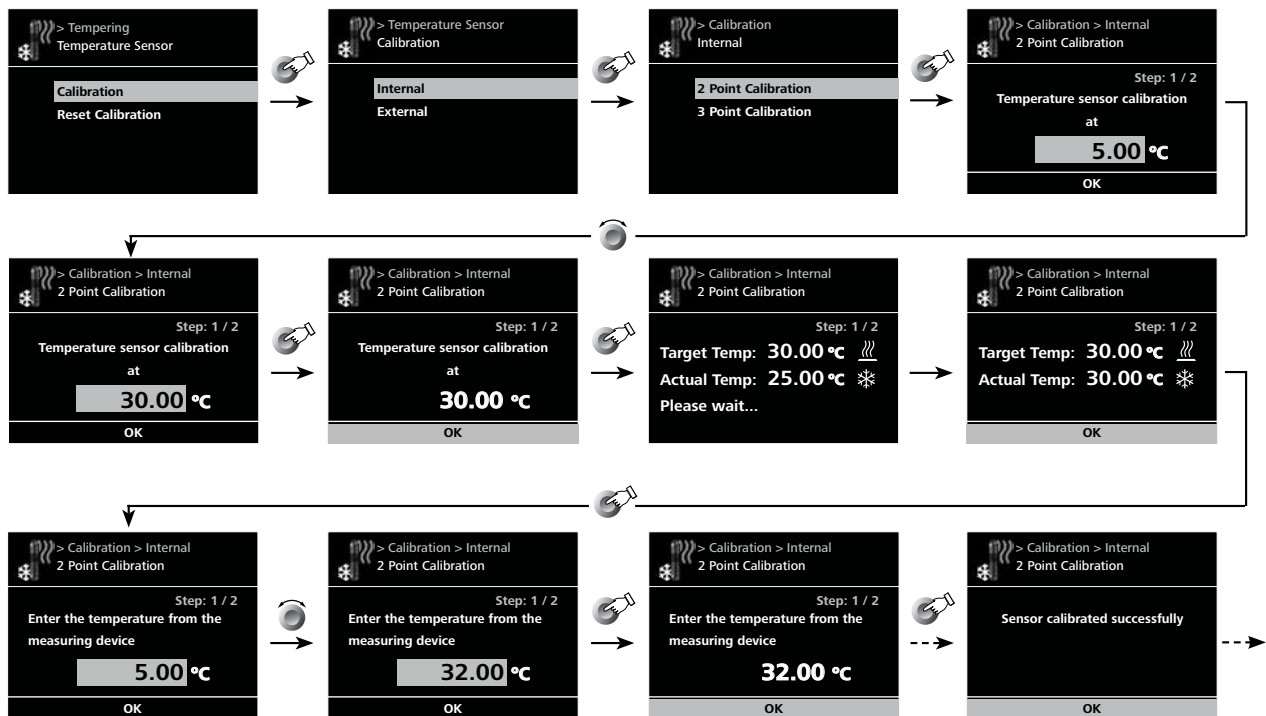 > Tempering
Temperature Sensor
Calibration
Reset Calibration
> Temperature Sensor
Calibration
Internal
External
> Calibration
Internal
2 Point Calibration
3 Point Calibration
> Calibration > Internal
2 Point Calibration
Step: 1 / 2
Temperature sensor calibration
at
5.00 °C
OK
> Calibration > Internal
2 Point Calibration
Step: 1 / 2
Temperature sensor calibration
at
30.00 °C
OK
> Calibration > Internal
2 Point Calibration
Step: 1 / 2
Temperature sensor calibration
at
30.00 °C
OK
> Calibration > Internal
2 Point Calibration
Step: 1 / 2
Target Temp: 30.00 °C
Actual Temp: 25.00 °C
Please wait...
> Calibration > Internal
2 Point Calibration
Step: 1 / 2
Target Temp: 30.00 °C
Actual Temp: 30.00 °C
OK
> Calibration > Internal
2 Point Calibration
Step: 1 / 2
Enter the temperature from the
measuring device
5.00 °C
OK
> Calibration > Internal
2 Point Calibration
Step: 1 / 2
Enter the temperature from the
measuring device
32.00 °C
OK
> Calibration > Internal
2 Point Calibration
Step: 1 / 2
Enter the temperature from the
measuring device
32.00 °C
OK
> Calibration > Internal
2 Point Calibration
Sensor calibrated successfully
OK